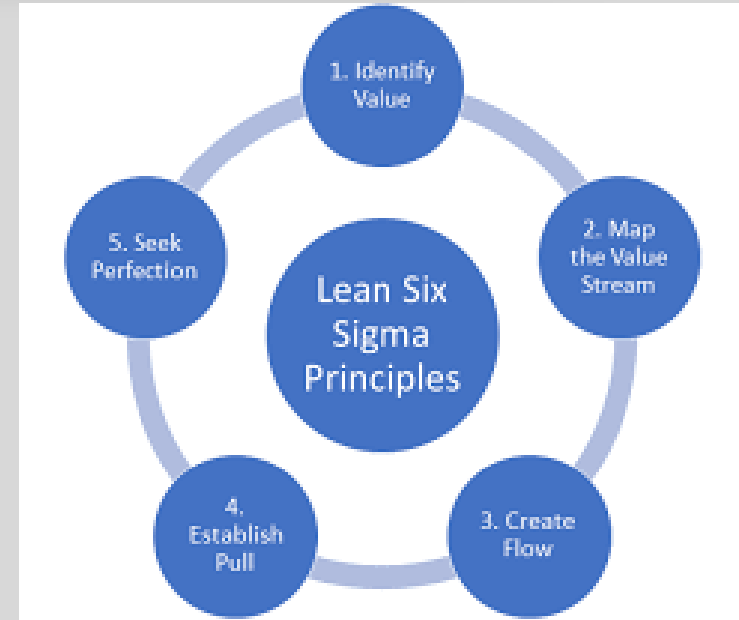 1. Identify
Value
2. Map
the Value
Stream
3. Create
Flow
4.
Establish
Pull
5. Seek
Perfection
Lean Six
Sigma
Principles